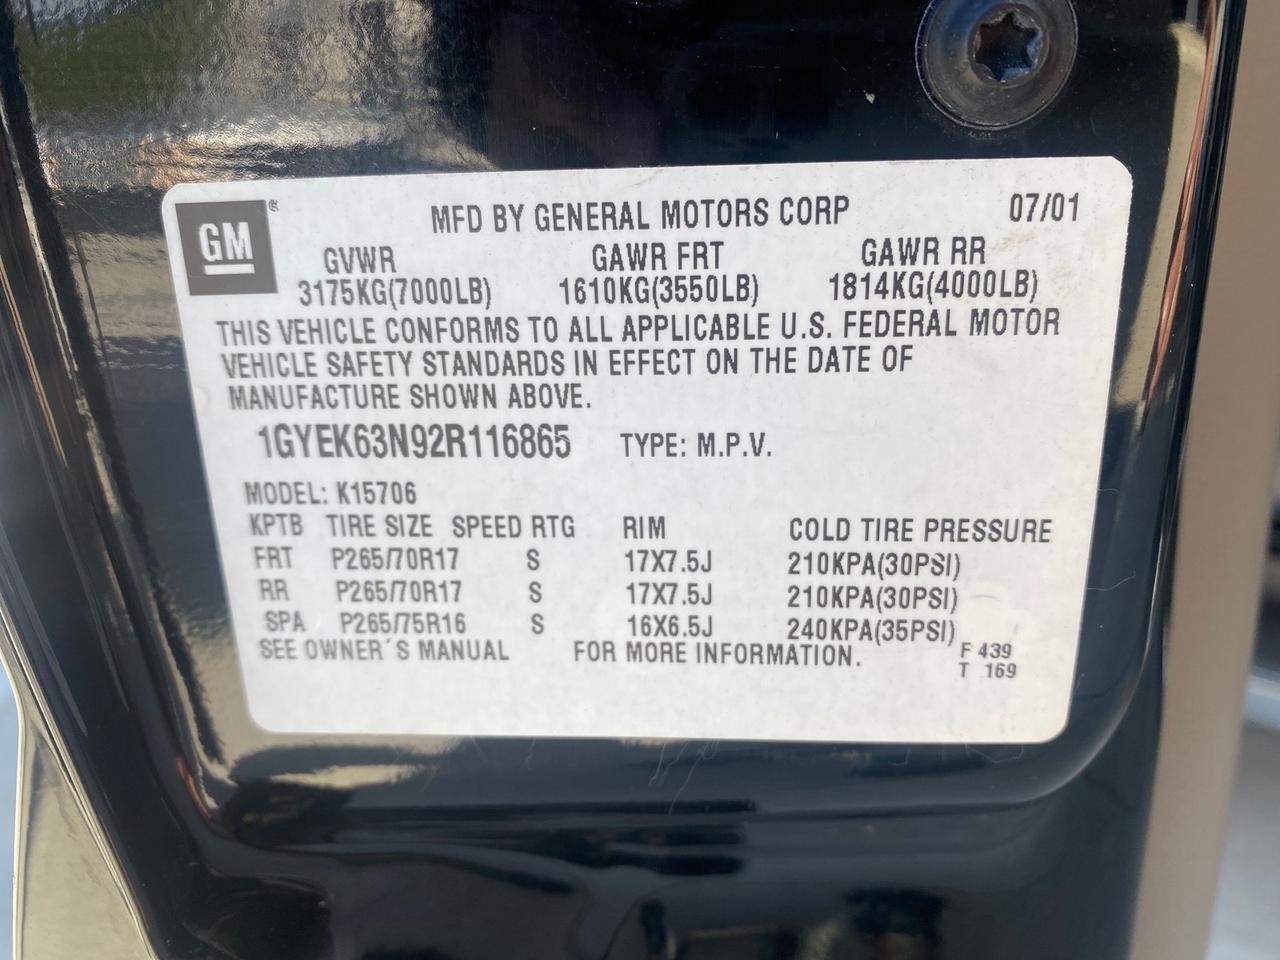 GM®
MFD BY GENERAL MOTORS CORP 07/01
GVWR GAWR FRT GAWR RR
3175KG(7000LB) 1610KG(3550LB) 1814KG(4000LB)
THIS VEHICLE CONFORMS TO ALL APPLICABLE U.S. FEDERAL MOTOR
VEHICLE SAFETY STANDARDS IN EFFECT ON THE DATE OF
MANUFACTURE SHOWN ABOVE.
1GYEK63N92R116865 TYPE: M.P.V.
MODEL: K15706
KPTB TIRE SIZE SPEED RTG RIM COLD TIRE PRESSURE
FRT P265/70R17 S 17X7.5J 210KPA(30PSI)
RR P265/70R17 S 17X7.5J 210KPA(30PSI)
SPA P265/75R16 S 16X6.5J 240KPA(35PSI)
SEE OWNER'S MANUAL FOR MORE INFORMATION. F 439
T 169